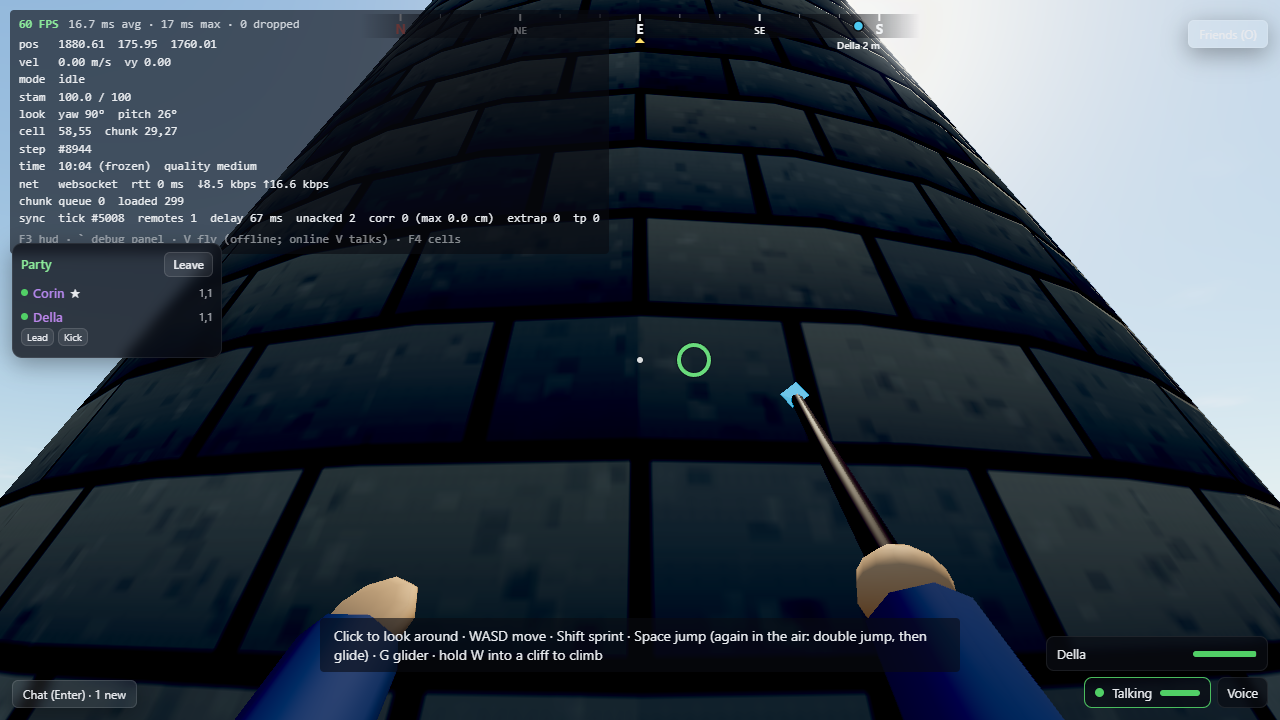 60 FPS 16.7 ms avg · 17 ms max · 0 dropped
pos 1880.61 175.95 1760.01
vel 0.00 m/s vy 0.00
mode idle
stam 100.0 / 100
look yaw 90° pitch 26°
cell 58,55 chunk 29,27
step #8944
time 10:04 (frozen) quality medium
net websocket rtt 0 ms ↓8.5 kbps ↑16.6 kbps
chunk queue 0 loaded 299
sync tick #5008 remotes 1 delay 67 ms unacked 2 corr 0 (max 0.0 cm) extrap 0 tp 0
F3 hud · ` debug panel · V fly (offline; online V talks) · F4 cells
N NE E SE S
Della 2 m
Friends (O)
Party Leave
Corin ★ 1,1
Della 1,1
Lead Kick
Click to look around · WASD move · Shift sprint · Space jump (again in the air: double jump, then
glide) · G glider · hold W into a cliff to climb
Della
Chat (Enter) · 1 new
Talking Voice